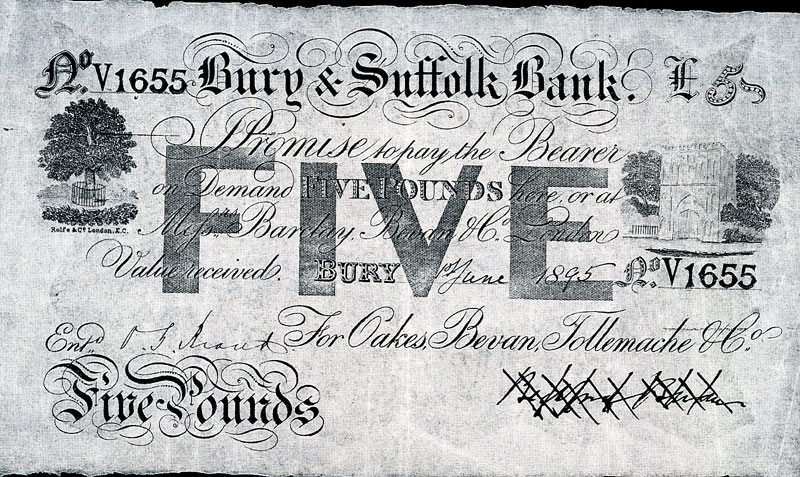 No. V1655 Bury & Suffolk Bank. £5
I Promise to pay the Bearer
on Demand FIVE POUNDS here, or at
Messrs. Barclay, Bevan & Co. London
Value received. BURY 1st June 1895
FIVE
Rolfe & Co. London, E.C.
No. V1655
Entd. For Oakes, Bevan, Tollemache & Co.
Five Pounds